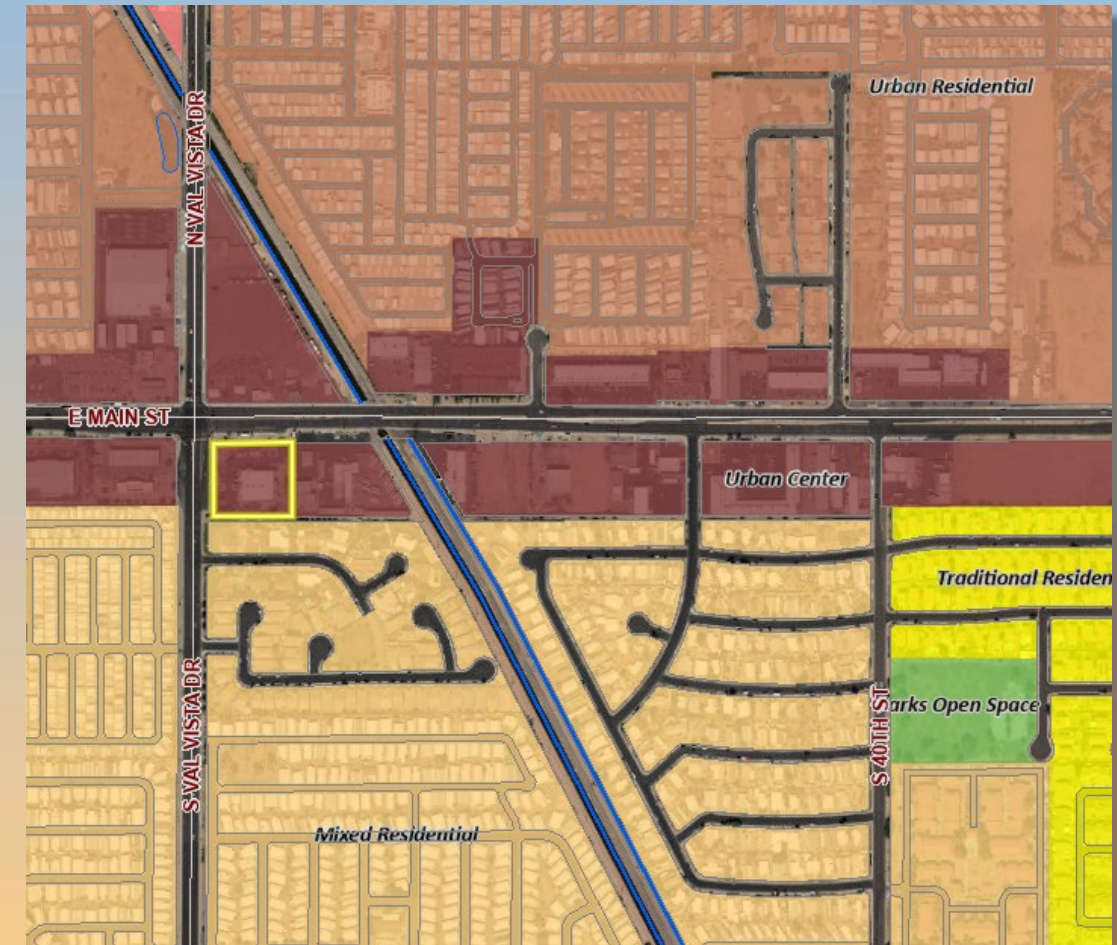 Urban Residential
N VAL VISTA DR
E MAIN ST
Urban Center
Traditional Residen
S VAL VISTA DR
S 40TH ST
arks Open Space
Mixed Residential